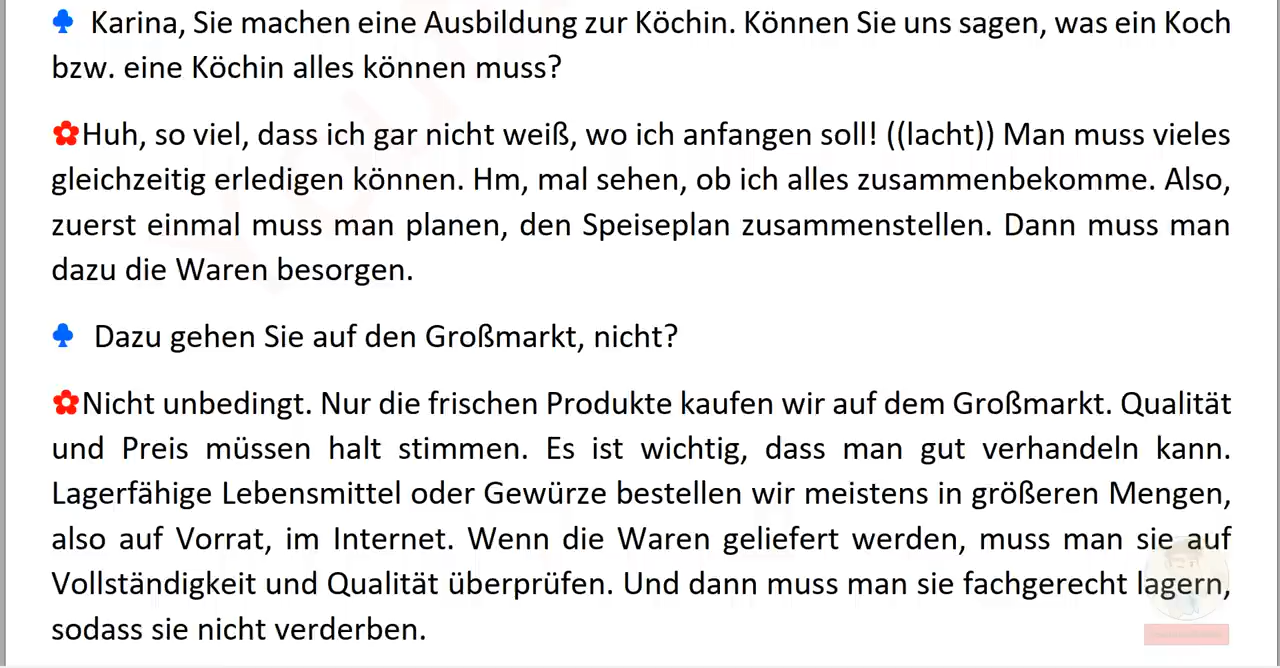 ♣ Karina, Sie machen eine Ausbildung zur Köchin. Können Sie uns sagen, was ein Koch
bzw. eine Köchin alles können muss?
✿Huh, so viel, dass ich gar nicht weiß, wo ich anfangen soll! ((lacht)) Man muss vieles
gleichzeitig erledigen können. Hm, mal sehen, ob ich alles zusammenbekomme. Also,
zuerst einmal muss man planen, den Speiseplan zusammenstellen. Dann muss man
dazu die Waren besorgen.
♣ Dazu gehen Sie auf den Großmarkt, nicht?
✿Nicht unbedingt. Nur die frischen Produkte kaufen wir auf dem Großmarkt. Qualität
und Preis müssen halt stimmen. Es ist wichtig, dass man gut verhandeln kann.
Lagerfähige Lebensmittel oder Gewürze bestellen wir meistens in größeren Mengen,
also auf Vorrat, im Internet. Wenn die Waren geliefert werden, muss man sie auf
Vollständigkeit und Qualität überprüfen. Und dann muss man sie fachgerecht lagern,
sodass sie nicht verderben.